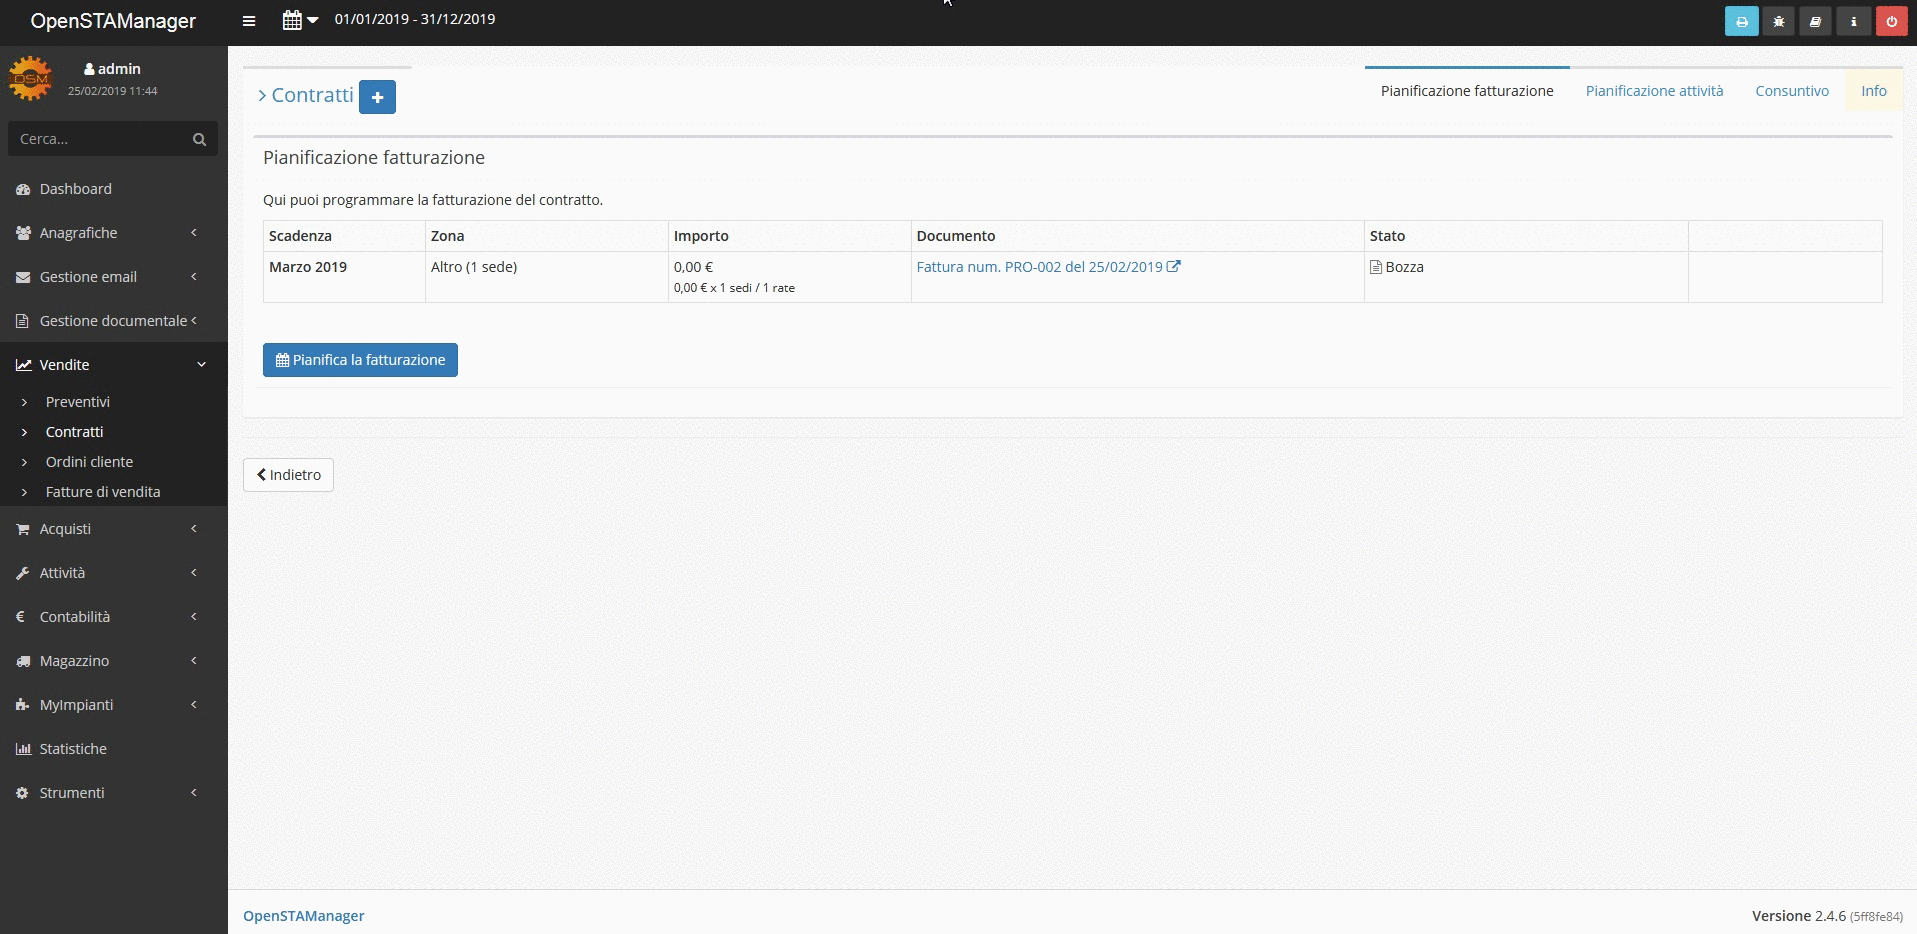 OpenSTAManager
01/01/2019 - 31/12/2019
OSM
admin
25/02/2019 11:44
Cerca...
Dashboard
Anagrafiche
Gestione email
Gestione documentale
Vendite
Preventivi
Contratti
Ordini cliente
Fatture di vendita
Acquisti
Attività
€ Contabilità
Magazzino
MyImpianti
Statistiche
Strumenti
Contratti
Pianificazione fatturazione Pianificazione attività Consuntivo Info
Pianificazione fatturazione
Qui puoi programmare la fatturazione del contratto.
Scadenza Zona Importo Documento Stato
Marzo 2019 Altro (1 sede) 0,00 € Fattura num. PRO-002 del 25/02/2019 Bozza
0,00 € x 1 sedi / 1 rate
Pianifica la fatturazione
Indietro
OpenSTAManager
Versione 2.4.6 (5ff8fe84)